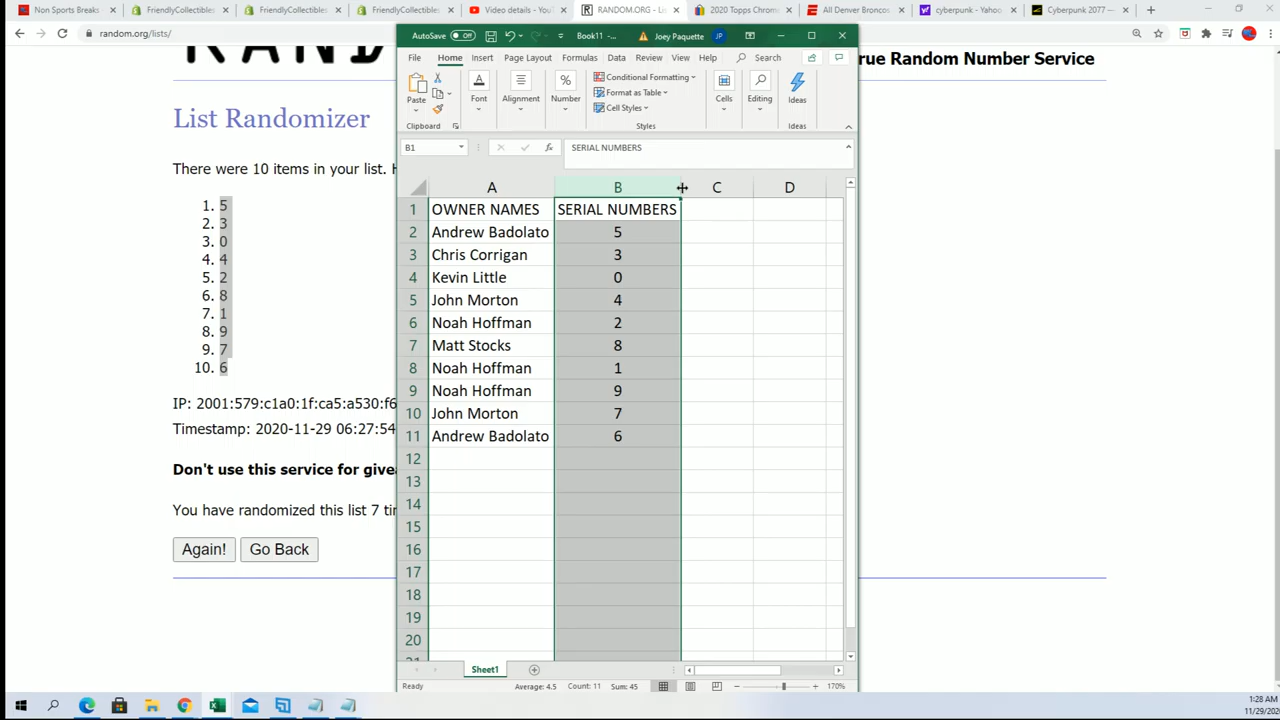 Non Sports Breaks
FriendlyCollectibles
FriendlyCollectibles
FriendlyCollectibles
Video details - You
RANDOM.ORG - Lis
2020 Topps Chrome
All Denver Broncos
cyberpunk - Yahoo
Cyberpunk 2077 —
random.org/lists/
AutoSave Off
Book11 -...
Joey Paquette JP
File Home Insert Page Layout Formulas Data Review View Help Search
Paste
Clipboard
Font
Alignment
Number
Conditional Formatting
Format as Table
Cell Styles
Styles
Cells
Editing
Ideas
Ideas
B1
SERIAL NUMBERS
A B C D
1 OWNER NAMES SERIAL NUMBERS
2 Andrew Badolato 5
3 Chris Corrigan 3
4 Kevin Little 0
5 John Morton 4
6 Noah Hoffman 2
7 Matt Stocks 8
8 Noah Hoffman 1
9 Noah Hoffman 9
10 John Morton 7
11 Andrew Badolato 6
12
13
14
15
16
17
18
19
20
21
Sheet1
Ready
Average: 4.5 Count: 11 Sum: 45
170%
RAND
rue Random Number Service
List Randomizer
There were 10 items in your list. H
1. 5
2. 3
3. 0
4. 4
5. 2
6. 8
7. 1
8. 9
9. 7
10. 6
IP: 2001:579:c1a0:1f:ca5:a530:f6
Timestamp: 2020-11-29 06:27:54
Don't use this service for givea
You have randomized this list 7 ti
Again! Go Back
1:28 AM
11/29/202